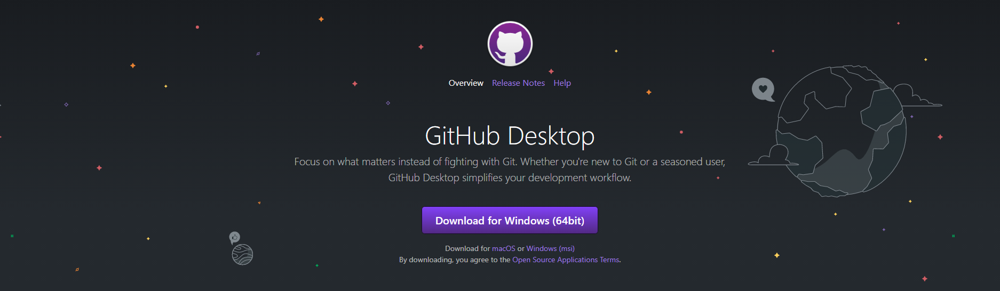 Overview Release Notes Help
GitHub Desktop
Focus on what matters instead of fighting with Git. Whether you're new to Git or a seasoned user,
GitHub Desktop simplifies your development workflow.
Download for Windows (64bit)
Download for macOS or Windows (msi)
By downloading, you agree to the Open Source Applications Terms.